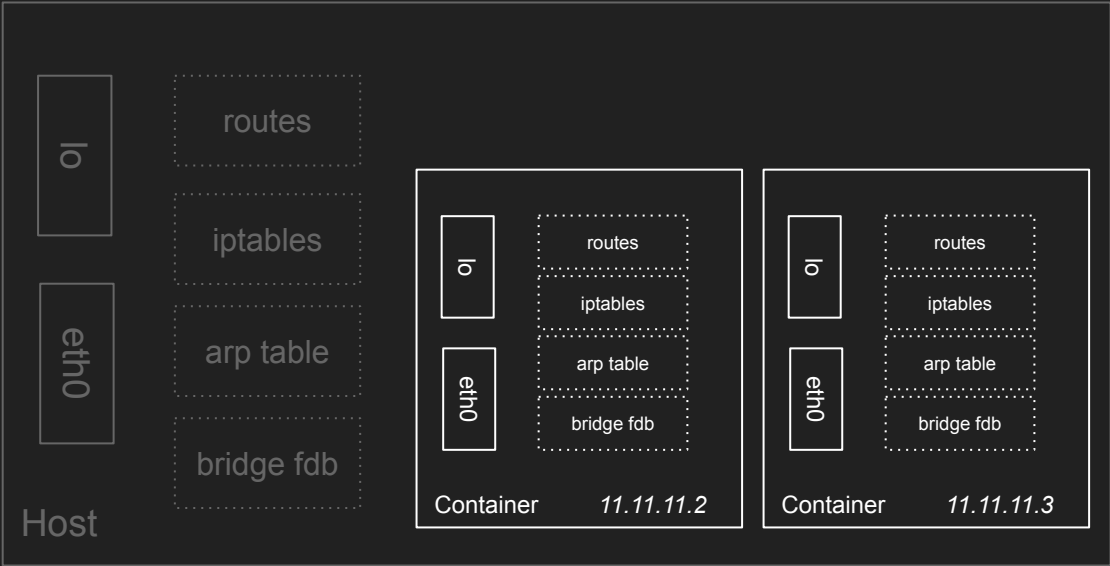 lo
eth0
routes
iptables
arp table
bridge fdb
Host
lo
eth0
routes
iptables
arp table
bridge fdb
Container 11.11.11.2
lo
eth0
routes
iptables
arp table
bridge fdb
Container 11.11.11.3